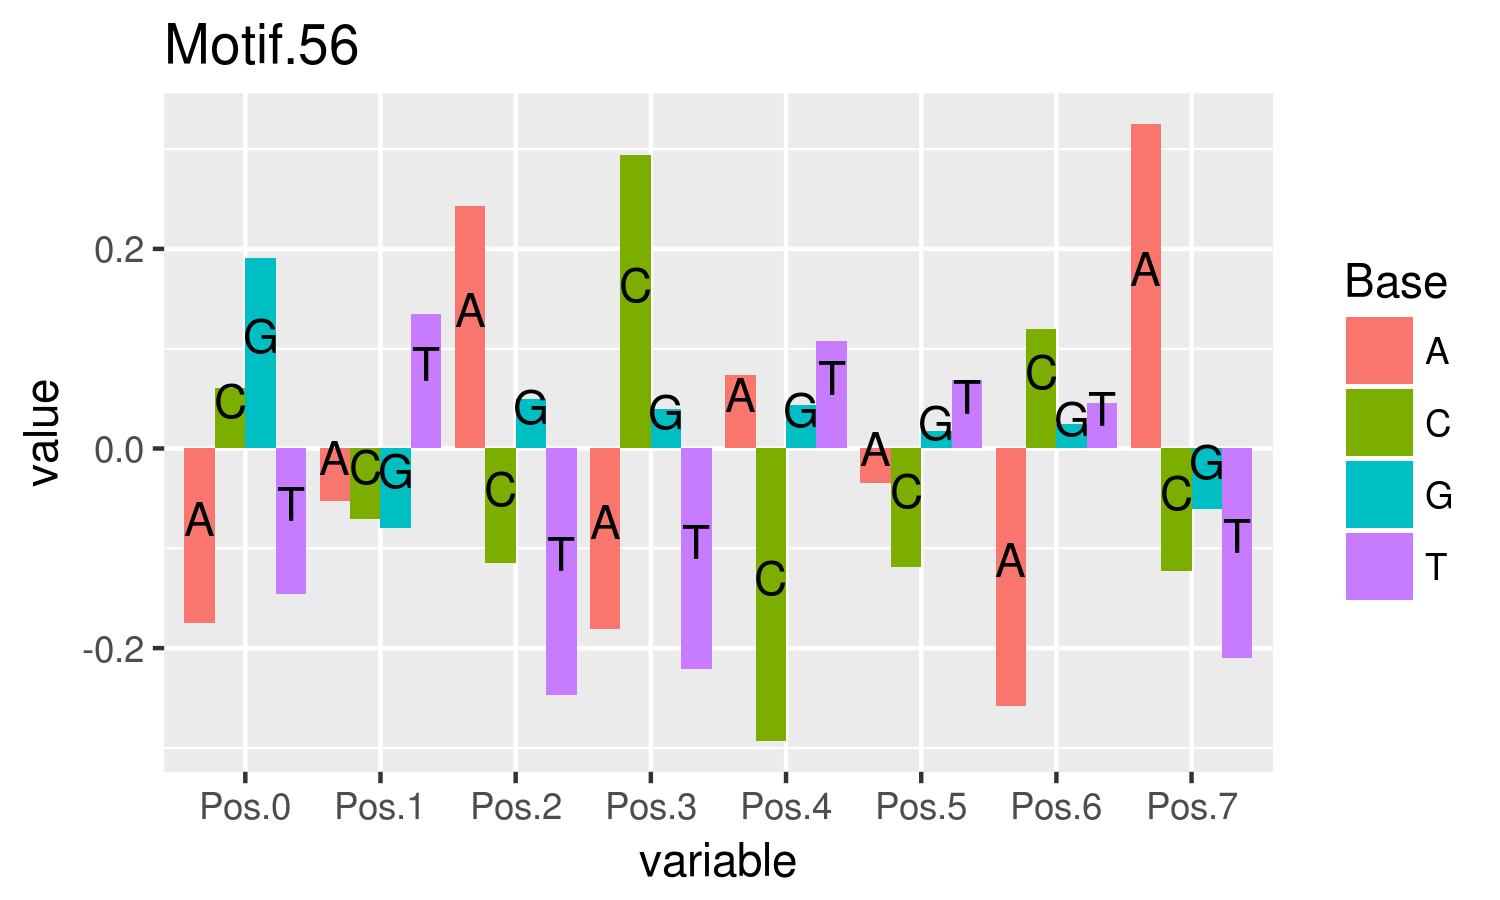 Motif.56
value
0.2
0.0
-0.2
A C G T
A C G T
A C G T
A C G T
A C G T
A C G T
A C G T
A C G T
Pos.0 Pos.1 Pos.2 Pos.3 Pos.4 Pos.5 Pos.6 Pos.7
variable
Base
A
C
G
T